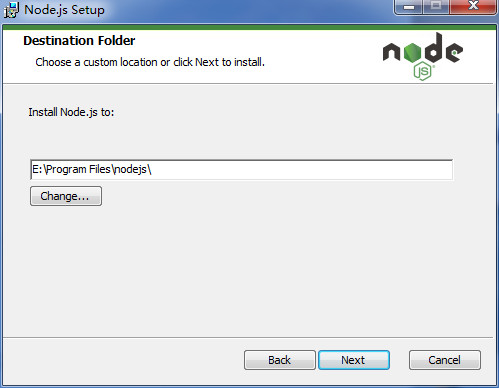 Node.js Setup
Destination Folder
Choose a custom location or click Next to install.
node
JS
Install Node.js to:
E:\Program Files\nodejs\
Change...
Back
Next
Cancel